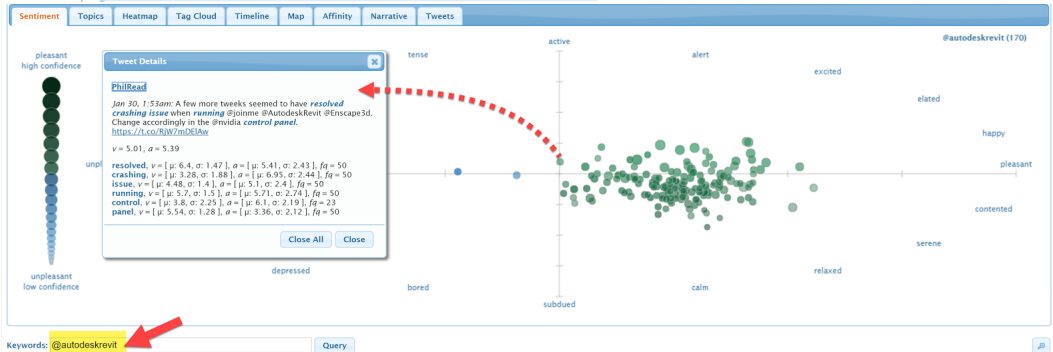 Sentiment Topics Heatmap Tag Cloud Timeline Map Affinity Narrative Tweets
@autodeskrevit (170)
active
pleasant
high confidence
tense
alert
excited
elated
happy
pleasant
contented
serene
relaxed
calm
subdued
bored
depressed
unpl
unpleasant
low confidence
Tweet Details
PhilRead
Jan 30, 1:53am: A few more tweeks seemed to have resolved
crashing issue when running @joinme @AutodeskRevit @Enscape3d.
Change accordingly in the @nvidia control panel.
https://t.co/RjW7mDElAw
v = 5.01, a = 5.39
resolved, v = [ μ: 6.4, σ: 1.47 ], a = [ μ: 5.41, σ: 2.43 ], fq = 50
crashing, v = [ μ: 3.28, σ: 1.88 ], a = [ μ: 6.95, σ: 2.44 ], fq = 50
issue, v = [ μ: 4.48, σ: 1.4 ], a = [ μ: 5.1, σ: 2.4 ], fq = 50
running, v = [ μ: 5.7, σ: 1.5 ], a = [ μ: 5.71, σ: 2.74 ], fq = 50
control, v = [ μ: 3.8, σ: 2.25 ], a = [ μ: 6.1, σ: 2.19 ], fq = 23
panel, v = [ μ: 5.54, σ: 1.28 ], a = [ μ: 3.36, σ: 2.12 ], fq = 50
Close All Close
Keywords: @autodeskrevit Query